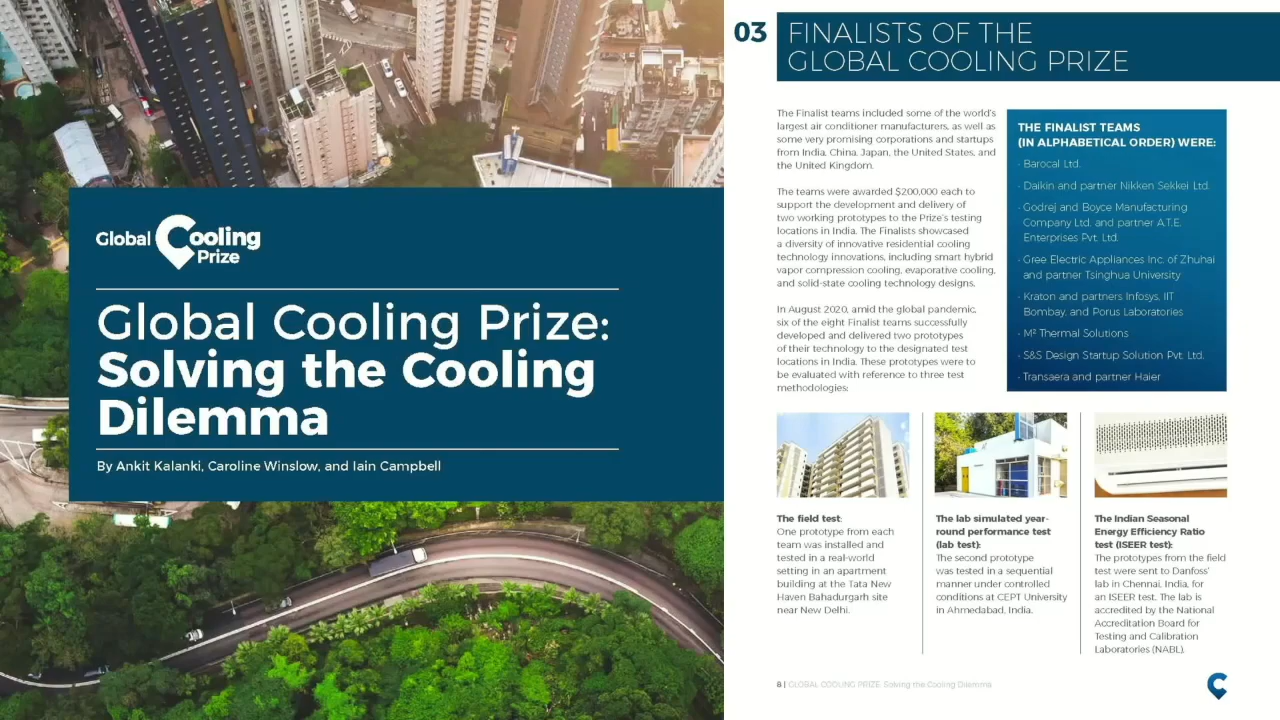 Global Cooling
Prize
Global Cooling Prize:
Solving the Cooling
Dilemma
By Ankit Kalanki, Caroline Winslow, and Iain Campbell
03
FINALISTS OF THE
GLOBAL COOLING PRIZE
The Finalist teams included some of the world's
largest air conditioner manufacturers, as well as
some very promising corporations and startups
from India, China, Japan, the United States, and
the United Kingdom.
The teams were awarded $200,000 each to
support the development and delivery of
two working prototypes to the Prize's testing
locations in India. The Finalists showcased
a diversity of innovative residential cooling
technology innovations, including smart hybrid
vapor compression cooling, evaporative cooling,
and solid-state cooling technology designs.
In August 2020, amid the global pandemic,
six of the eight Finalist teams successfully
developed and delivered two prototypes
of their technology to the designated test
locations in India. These prototypes were to
be evaluated with reference to three test
methodologies:
THE FINALIST TEAMS
(IN ALPHABETICAL ORDER) WERE:
· Barocal Ltd.
· Daikin and partner Nikken Sekkei Ltd.
· Godrej and Boyce Manufacturing
Company Ltd. and partner A.T.E.
Enterprises Pvt. Ltd.
· Gree Electric Appliances Inc. of Zhuhai
and partner Tsinghua University
· Kraton and partners Infosys, IIT
Bombay, and Porus Laboratories
· M² Thermal Solutions
· S&S Design Startup Solution Pvt. Ltd.
· Transaera and partner Haier
The field test:
One prototype from each
team was installed and
tested in a real-world
setting in an apartment
building at the Tata New
Haven Bahadurgarh site
near New Delhi.
The lab simulated year-
round performance test
(lab test):
The second prototype
was tested in a sequential
manner under controlled
conditions at CEPT University
in Ahmedabad, India.
The Indian Seasonal
Energy Efficiency Ratio
test (ISEER test):
The prototypes from the field
test were sent to Danfoss'
lab in Chennai, India, for
an ISEER test. The lab is
accredited by the National
Accreditation Board for
Testing and Calibration
Laboratories (NABL).
8 | GLOBAL COOLING PRIZE: Solving the Cooling Dilemma